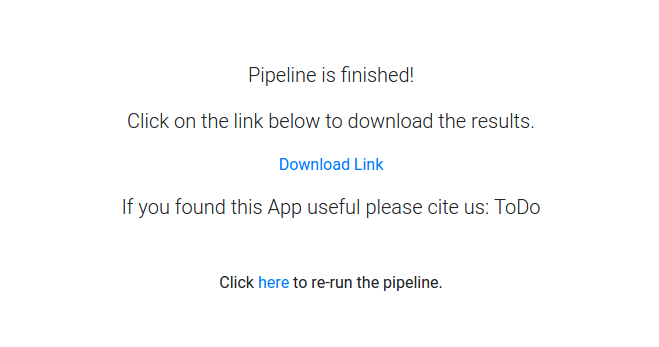 Pipeline is finished!
Click on the link below to download the results.
Download Link
If you found this App useful please cite us: ToDo
Click here to re-run the pipeline.